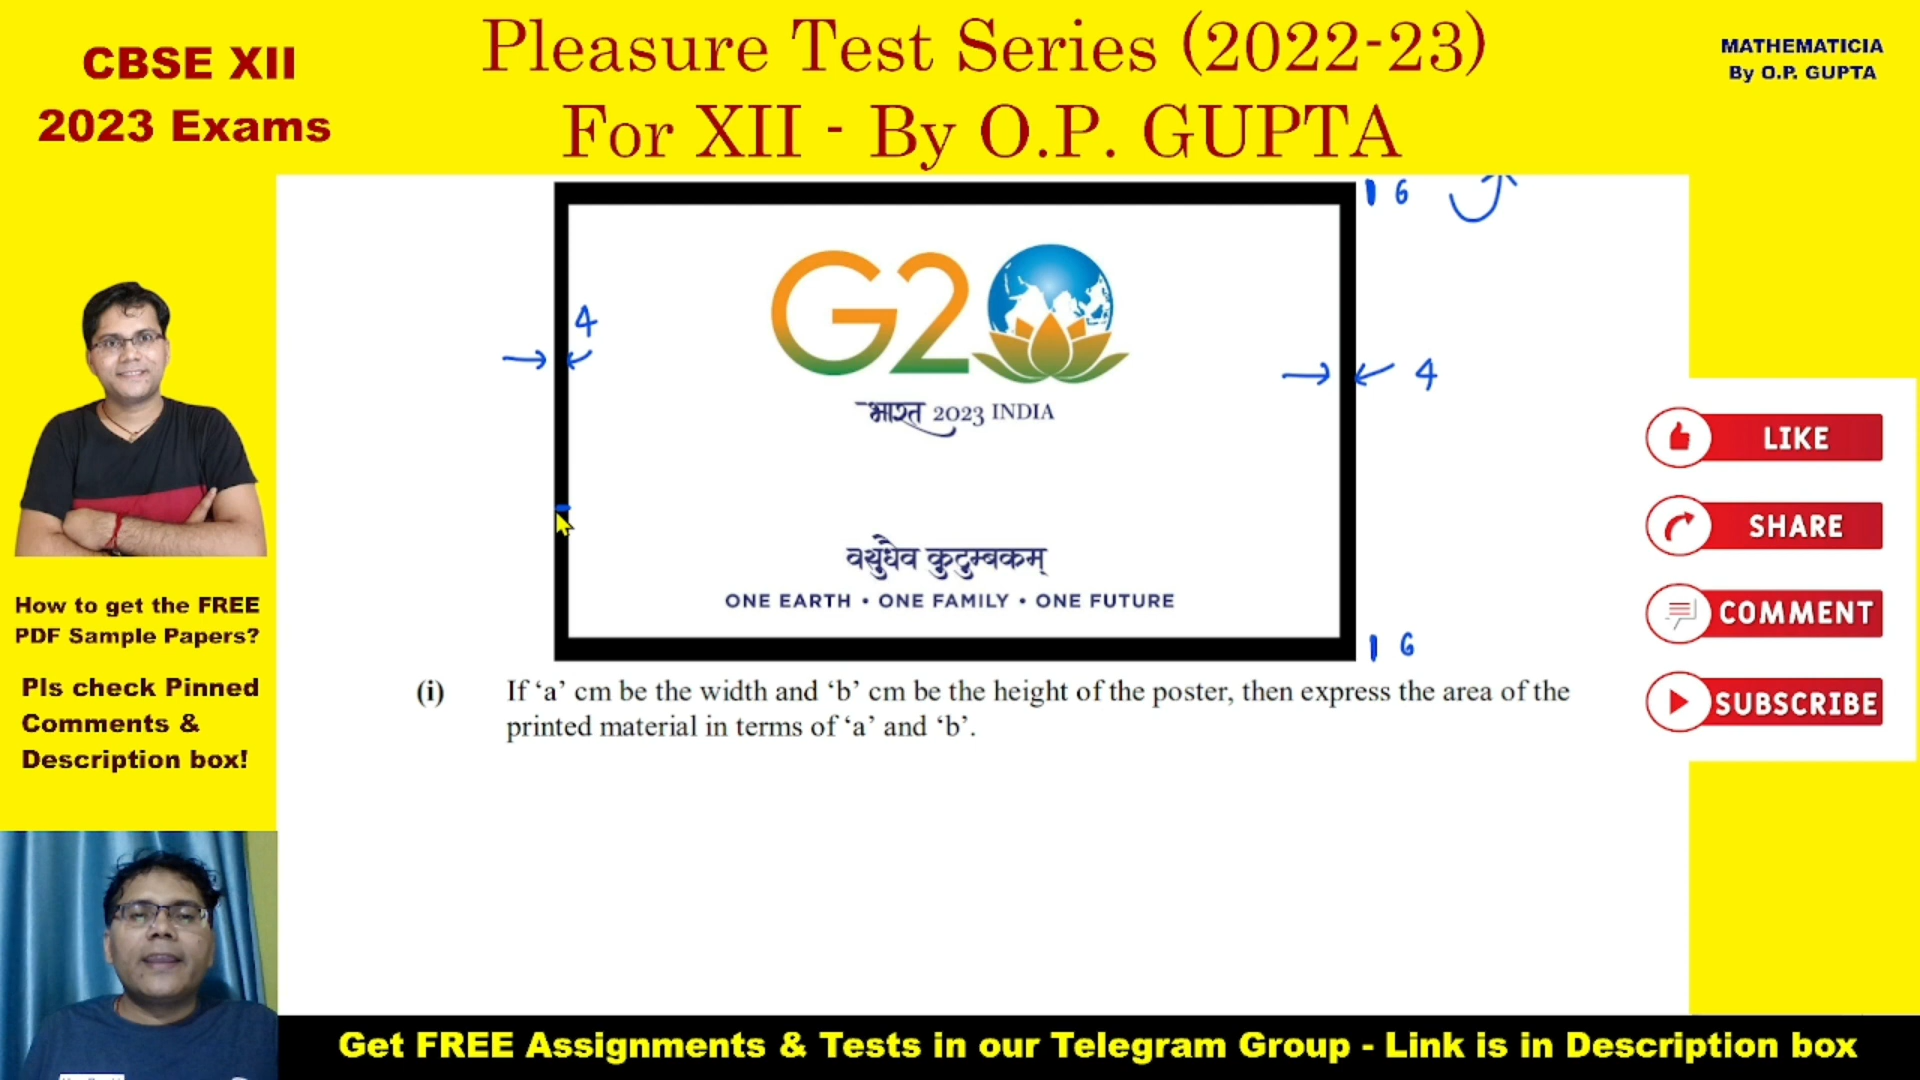 CBSE XII
2023 Exams
Pleasure Test Series (2022-23)
For XII - By O.P. GUPTA
MATHEMATICIA
By O.P. GUPTA
6
4
4
G20
भारत 2023 INDIA
वसुधैव कुटुम्बकम्
ONE EARTH • ONE FAMILY • ONE FUTURE
6
(i) If ‘a’ cm be the width and ‘b’ cm be the height of the poster, then express the area of the
printed material in terms of ‘a’ and ‘b’.
How to get the FREE
PDF Sample Papers?
Pls check Pinned
Comments &
Description box!
LIKE
SHARE
COMMENT
SUBSCRIBE
Get FREE Assignments & Tests in our Telegram Group - Link is in Description box